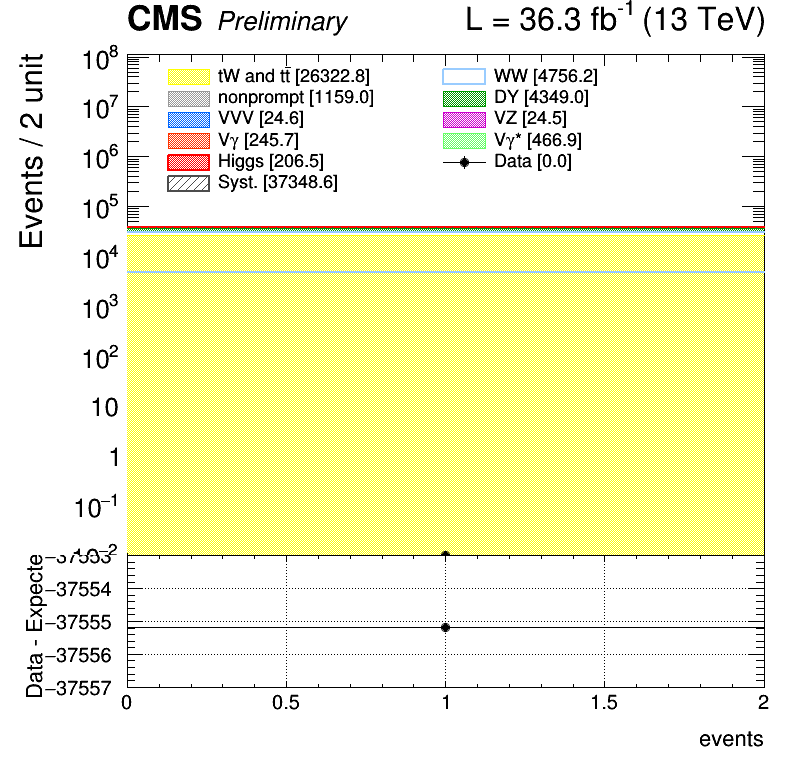 CMS Preliminary L = 36.3 fb⁻¹ (13 TeV)
Events / 2 unit
10⁸
10⁷
10⁶
10⁵
10⁴
10³
10²
10
1
10⁻¹
tW and tt̄ [26322.8]
WW [4756.2]
nonprompt [1159.0]
DY [4349.0]
VVV [24.6]
VZ [24.5]
Vγ [245.7]
Vγ* [466.9]
Higgs [206.5]
Data [0.0]
Syst. [37348.6]
Data - Expecte
−37554
−37555
−37556
−37557
0 0.5 1 1.5 2
events